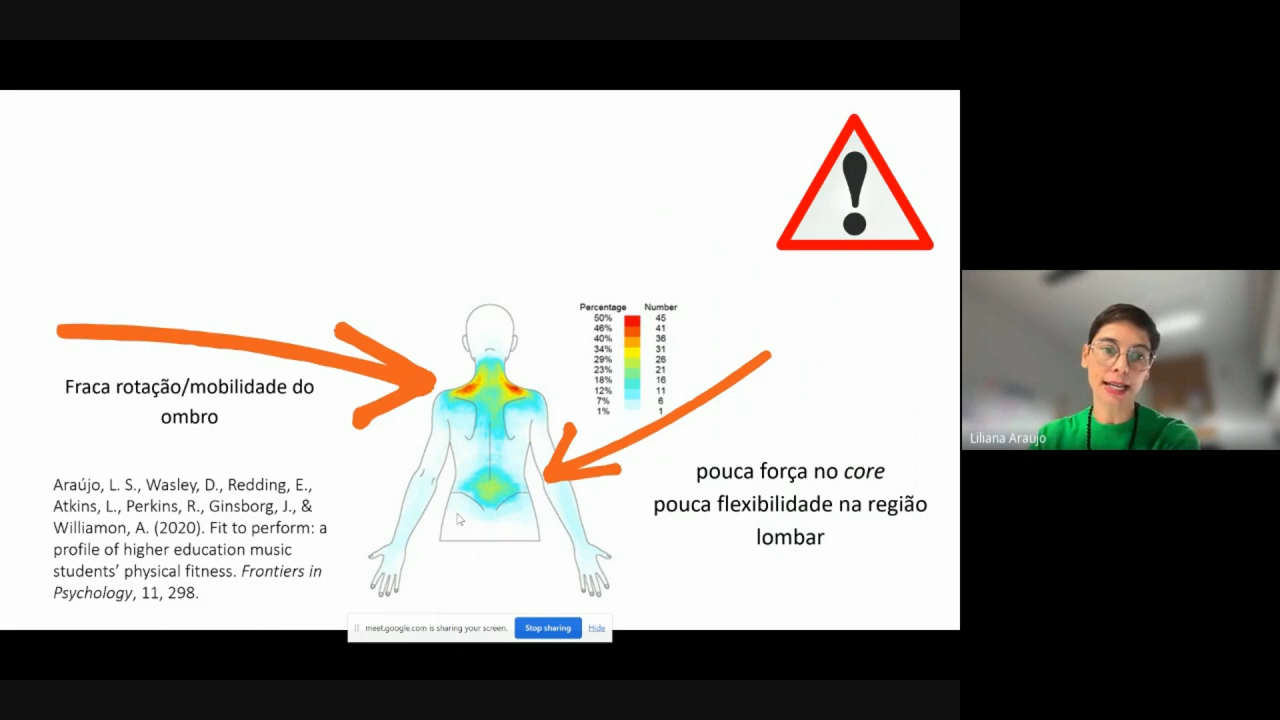 Percentage Number
50% 45
46% 41
40% 36
34% 31
29% 26
23% 21
18% 16
12% 11
7% 6
1% 1
Fraca rotação/mobilidade do
ombro
Araújo, L. S., Wasley, D., Redding, E.,
Atkins, L., Perkins, R., Ginsborg, J., &
Williamon, A. (2020). Fit to perform: a
profile of higher education music
students’ physical fitness. Frontiers in
Psychology, 11, 298.
pouca força no core
pouca flexibilidade na região
lombar
meet.google.com is sharing your screen. Stop sharing Hide
Liliana Araujo